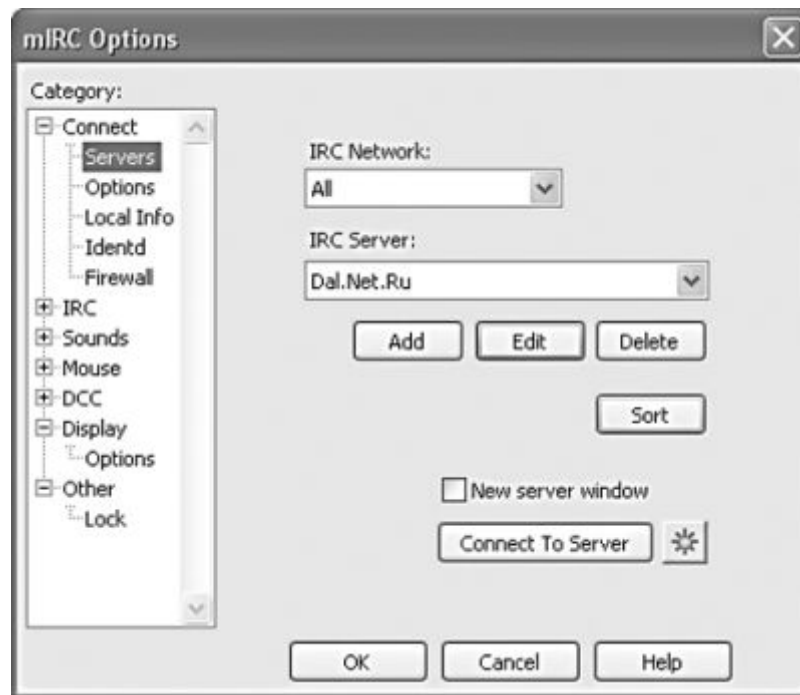 mIRC Options
Category:
Connect
Servers
Options
Local Info
Identd
Firewall
IRC
Sounds
Mouse
DCC
Display
Options
Other
Lock
IRC Network:
All
IRC Server:
Dal.Net.Ru
Add Edit Delete
Sort
New server window
Connect To Server
OK Cancel Help